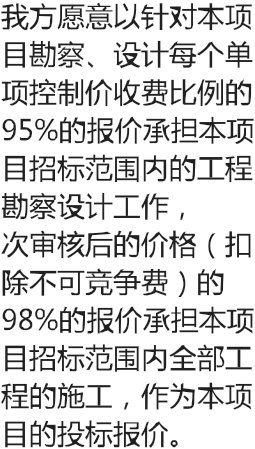 我方愿意以针对本项
目勘察、设计每个单
项控制价收费比例的
95%的报价承担本项
目招标范围内的工程
勘察设计工作，
次审核后的价格（扣
除不可竞争费）的
98%的报价承担本项
目招标范围内全部工
程的施工，作为本项
目的投标报价。